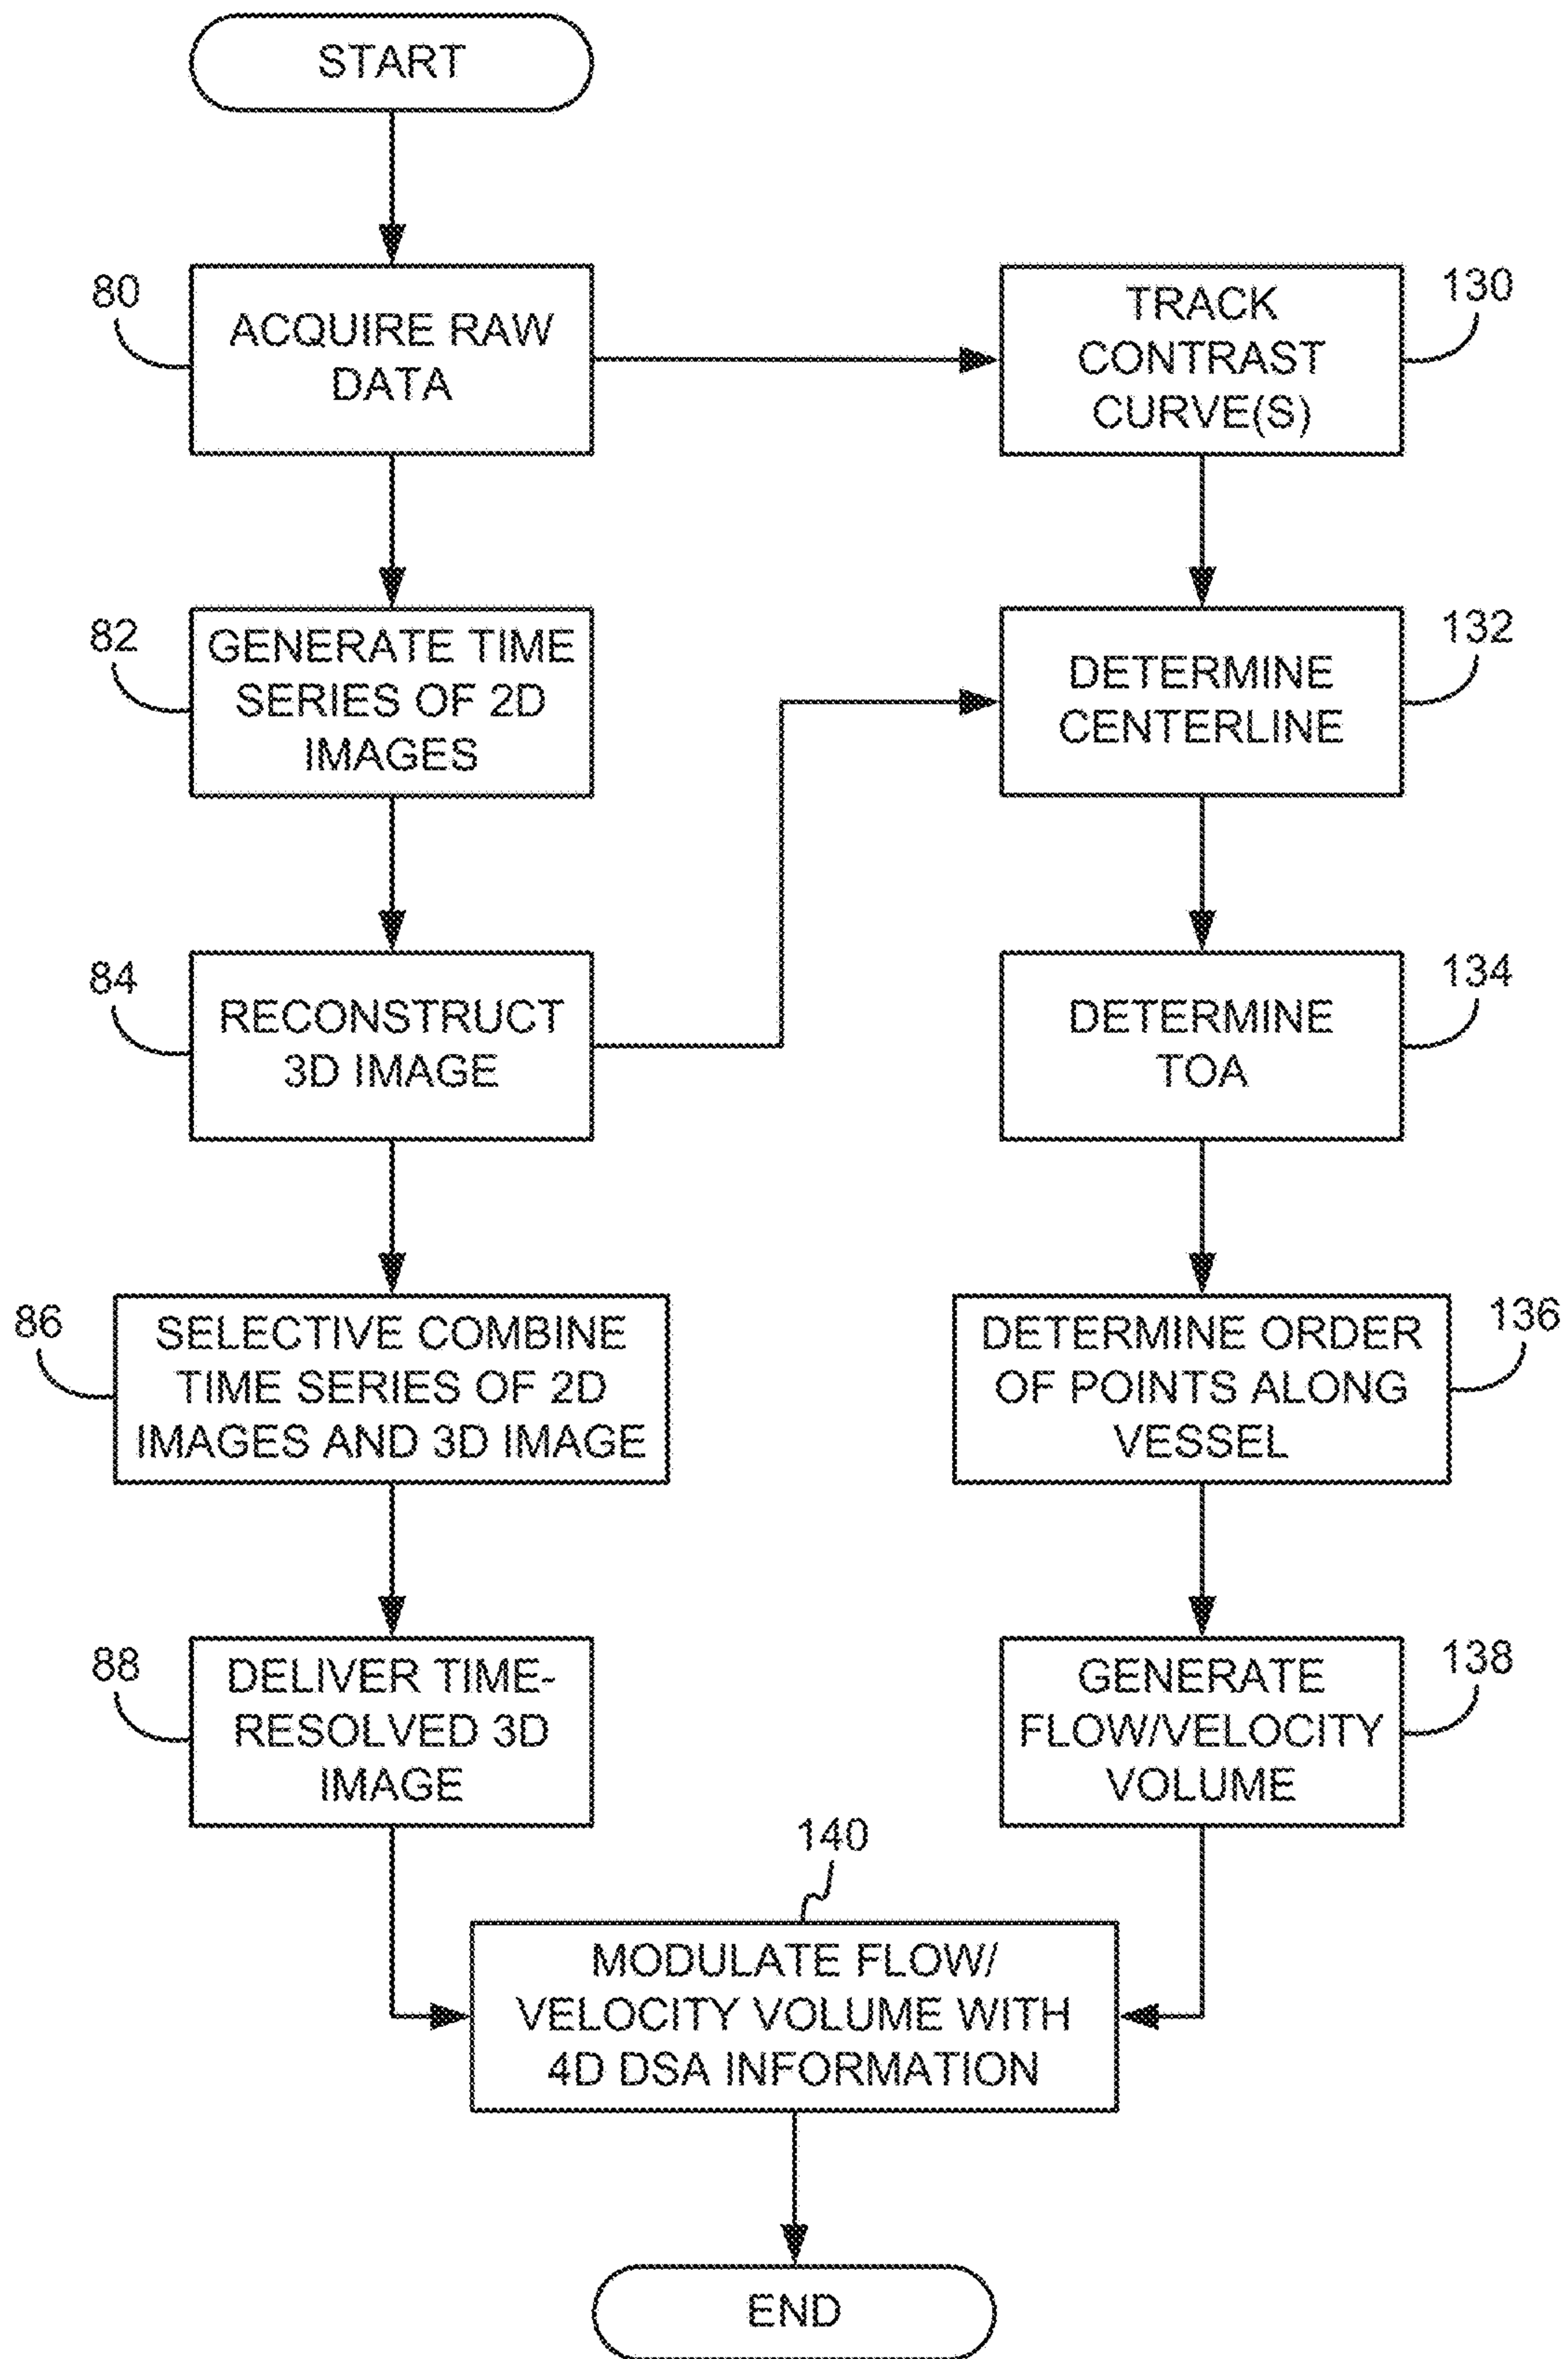 START
80
ACQUIRE RAW
DATA
130
TRACK
CONTRAST
CURVE(S)
82
GENERATE TIME
SERIES OF 2D
IMAGES
132
DETERMINE
CENTERLINE
84
RECONSTRUCT
3D IMAGE
134
DETERMINE
TOA
86
SELECTIVE COMBINE
TIME SERIES OF 2D
IMAGES AND 3D IMAGE
136
DETERMINE ORDER
OF POINTS ALONG
VESSEL
88
DELIVER TIME-
RESOLVED 3D
IMAGE
138
GENERATE
FLOW/VELOCITY
VOLUME
140
MODULATE FLOW/
VELOCITY VOLUME WITH
4D DSA INFORMATION
END